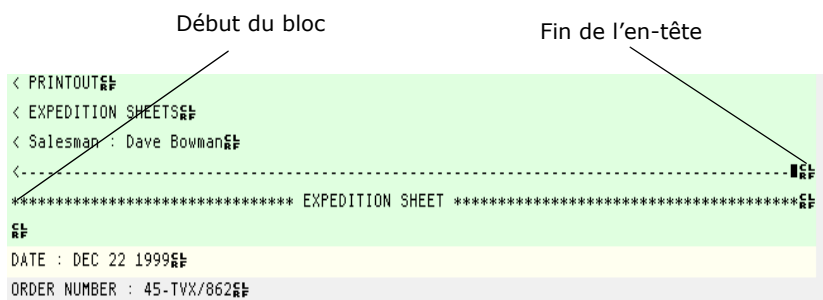 Début du bloc
Fin de l’en-tête
< PRINTOUT
< EXPEDITION SHEETS
< Salesman : Dave Bowman
<-----------------------------------------------------------------------------------------
******************************** EXPEDITION SHEET ***************************************
DATE : DEC 22 1999
ORDER NUMBER : 45-TVX/862